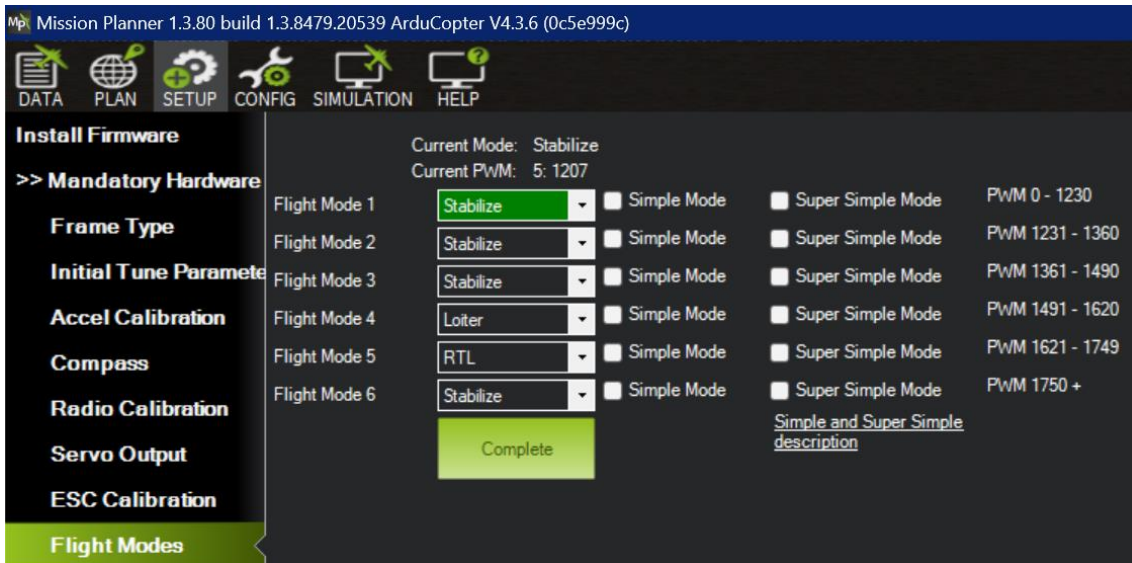 Mission Planner 1.3.80 build 1.3.8479.20539 ArduCopter V4.3.6 (0c5e999c)
DATA PLAN SETUP CONFIG SIMULATION HELP
Install Firmware
>> Mandatory Hardware
Frame Type
Initial Tune Paramete
Accel Calibration
Compass
Radio Calibration
Servo Output
ESC Calibration
Flight Modes
Current Mode: Stabilize
Current PWM: 5: 1207
Flight Mode 1 Stabilize Simple Mode Super Simple Mode PWM 0 - 1230
Flight Mode 2 Stabilize Simple Mode Super Simple Mode PWM 1231 - 1360
Flight Mode 3 Stabilize Simple Mode Super Simple Mode PWM 1361 - 1490
Flight Mode 4 Loiter Simple Mode Super Simple Mode PWM 1491 - 1620
Flight Mode 5 RTL Simple Mode Super Simple Mode PWM 1621 - 1749
Flight Mode 6 Stabilize Simple Mode Super Simple Mode PWM 1750 +
Complete
Simple and Super Simple
description